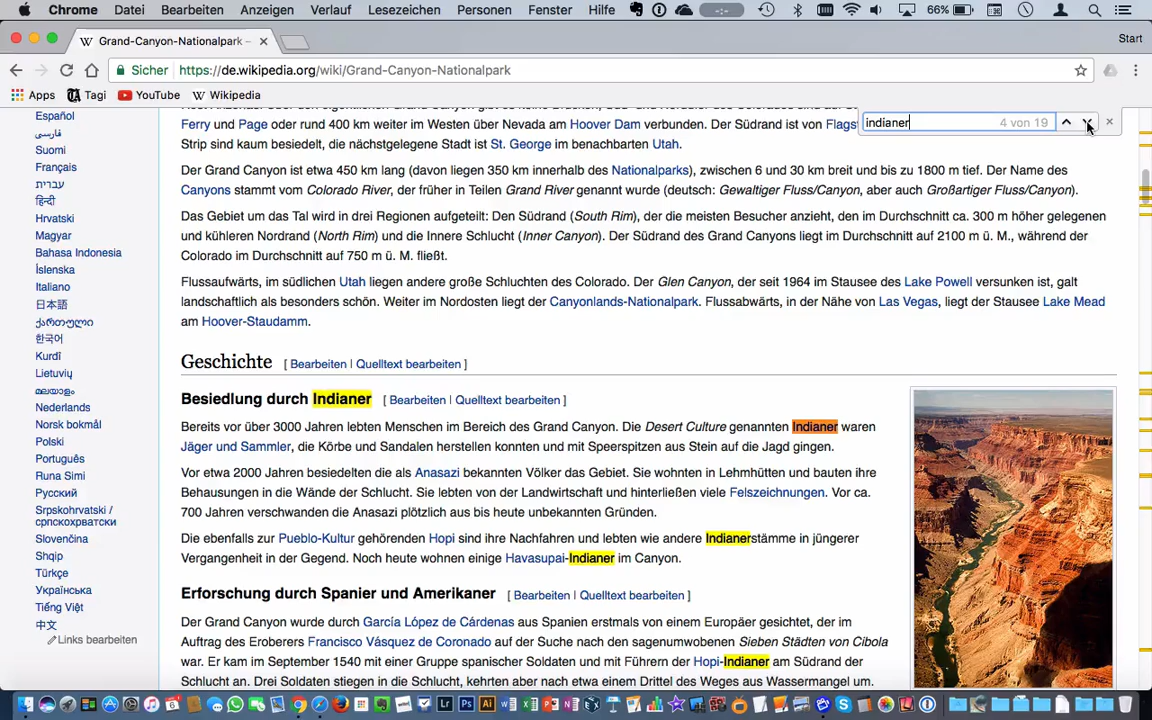 Chrome Datei Bearbeiten Anzeigen Verlauf Lesezeichen Personen Fenster Hilfe 66%
Grand-Canyon-Nationalpark –
Start
Sicher https://de.wikipedia.org/wiki/Grand-Canyon-Nationalpark
Apps Tagi YouTube Wikipedia
indianer 4 von 19
Español
فارسی
Suomi
Français
עברית
हिन्दी
Hrvatski
Magyar
Bahasa Indonesia
Íslenska
Italiano
日本語
ქართული
한국어
Kurdî
Lietuvių
മലയാളം
Nederlands
Norsk bokmål
Polski
Português
Runa Simi
Русский
Srpskohrvatski /
српскохрватски
Slovenčina
Shqip
Türkçe
Українська
Tiếng Việt
中文
Links bearbeiten
Ferry und Page oder rund 400 km weiter im Westen über Nevada am Hoover Dam verbunden. Der Südrand ist von Flags
Strip sind kaum besiedelt, die nächstgelegene Stadt ist St. George im benachbarten Utah.
Der Grand Canyon ist etwa 450 km lang (davon liegen 350 km innerhalb des Nationalparks), zwischen 6 und 30 km breit und bis zu 1800 m tief. Der Name des
Canyons stammt vom Colorado River, der früher in Teilen Grand River genannt wurde (deutsch: Gewaltiger Fluss/Canyon, aber auch Großartiger Fluss/Canyon).
Das Gebiet um das Tal wird in drei Regionen aufgeteilt: Den Südrand (South Rim), der die meisten Besucher anzieht, den im Durchschnitt ca. 300 m höher gelegenen
und kühleren Nordrand (North Rim) und die Innere Schlucht (Inner Canyon). Der Südrand des Grand Canyons liegt im Durchschnitt auf 2100 m ü. M., während der
Colorado im Durchschnitt auf 750 m ü. M. fließt.
Flussaufwärts, im südlichen Utah liegen andere große Schluchten des Colorado. Der Glen Canyon, der seit 1964 im Stausee des Lake Powell versunken ist, galt
landschaftlich als besonders schön. Weiter im Nordosten liegt der Canyonlands-Nationalpark. Flussabwärts, in der Nähe von Las Vegas, liegt der Stausee Lake Mead
am Hoover-Staudamm.
Geschichte [ Bearbeiten | Quelltext bearbeiten ]
Besiedlung durch Indianer [ Bearbeiten | Quelltext bearbeiten ]
Bereits vor über 3000 Jahren lebten Menschen im Bereich des Grand Canyon. Die Desert Culture genannten Indianer waren
Jäger und Sammler, die Körbe und Sandalen herstellen konnten und mit Speerspitzen aus Stein auf die Jagd gingen.
Vor etwa 2000 Jahren besiedelten die als Anasazi bekannten Völker das Gebiet. Sie wohnten in Lehmhütten und bauten ihre
Behausungen in die Wände der Schlucht. Sie lebten von der Landwirtschaft und hinterließen viele Felszeichnungen. Vor ca.
700 Jahren verschwanden die Anasazi plötzlich aus bis heute unbekannten Gründen.
Die ebenfalls zur Pueblo-Kultur gehörenden Hopi sind ihre Nachfahren und lebten wie andere Indianerstämme in jüngerer
Vergangenheit in der Gegend. Noch heute wohnen einige Havasupai-Indianer im Canyon.
Erforschung durch Spanier und Amerikaner [ Bearbeiten | Quelltext bearbeiten ]
Der Grand Canyon wurde durch García López de Cárdenas aus Spanien erstmals von einem Europäer gesichtet, der im
Auftrag des Eroberers Francisco Vásquez de Coronado auf der Suche nach den sagenumwobenen Sieben Städten von Cibola
war. Er kam im September 1540 mit einer Gruppe spanischer Soldaten und mit Führern der Hopi-Indianer am Südrand der
Schlucht an. Drei Soldaten stiegen in die Schlucht, kehrten aber nach einem Drittel des Weges aus Wassermangel um.